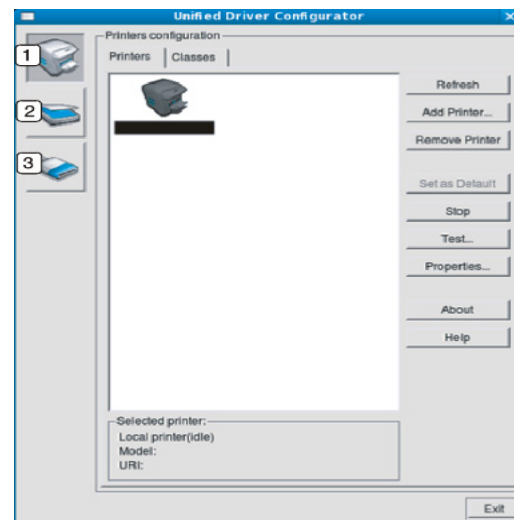 Unified Driver Configurator
1
2
3
Printers configuration
Printers
Classes
Refresh
Add Printer...
Remove Printer
Set as Default
Stop
Test...
Properties...
About
Help
Selected printer:
Local printer(idle)
Model:
URI:
Exit